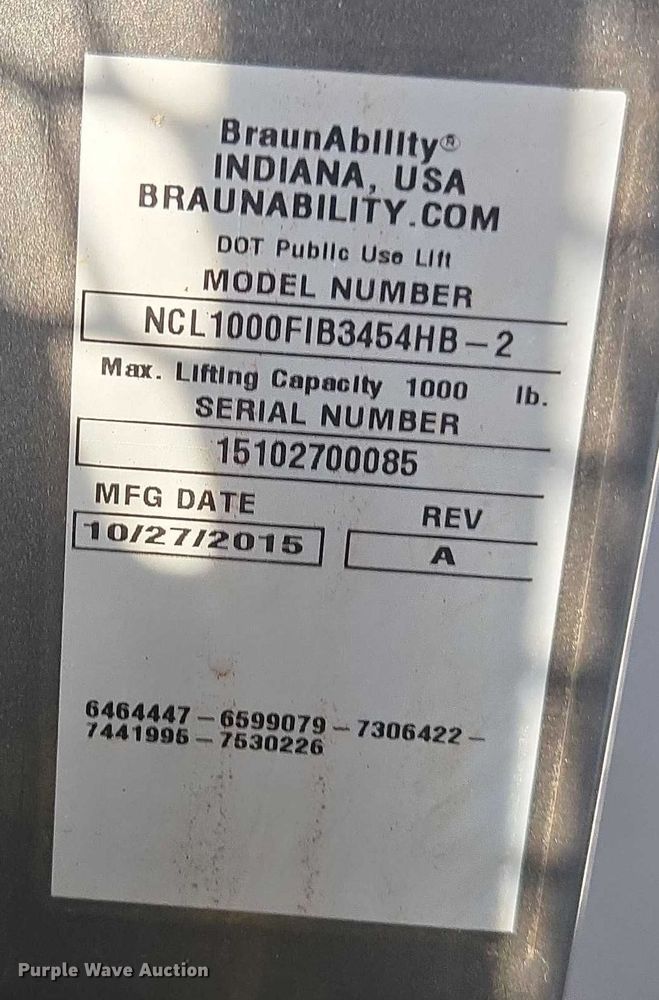 BraunAbility®
INDIANA, USA
BRAUNABILITY.COM
DOT Public Use Lift
MODEL NUMBER
NCL1000FIB3454HB-2
Max. Lifting Capacity 1000 lb.
SERIAL NUMBER
15102700085
MFG DATE REV
10/27/2015 A
6464447-6599079-7306422-
7441995-7530226
Purple Wave Auction